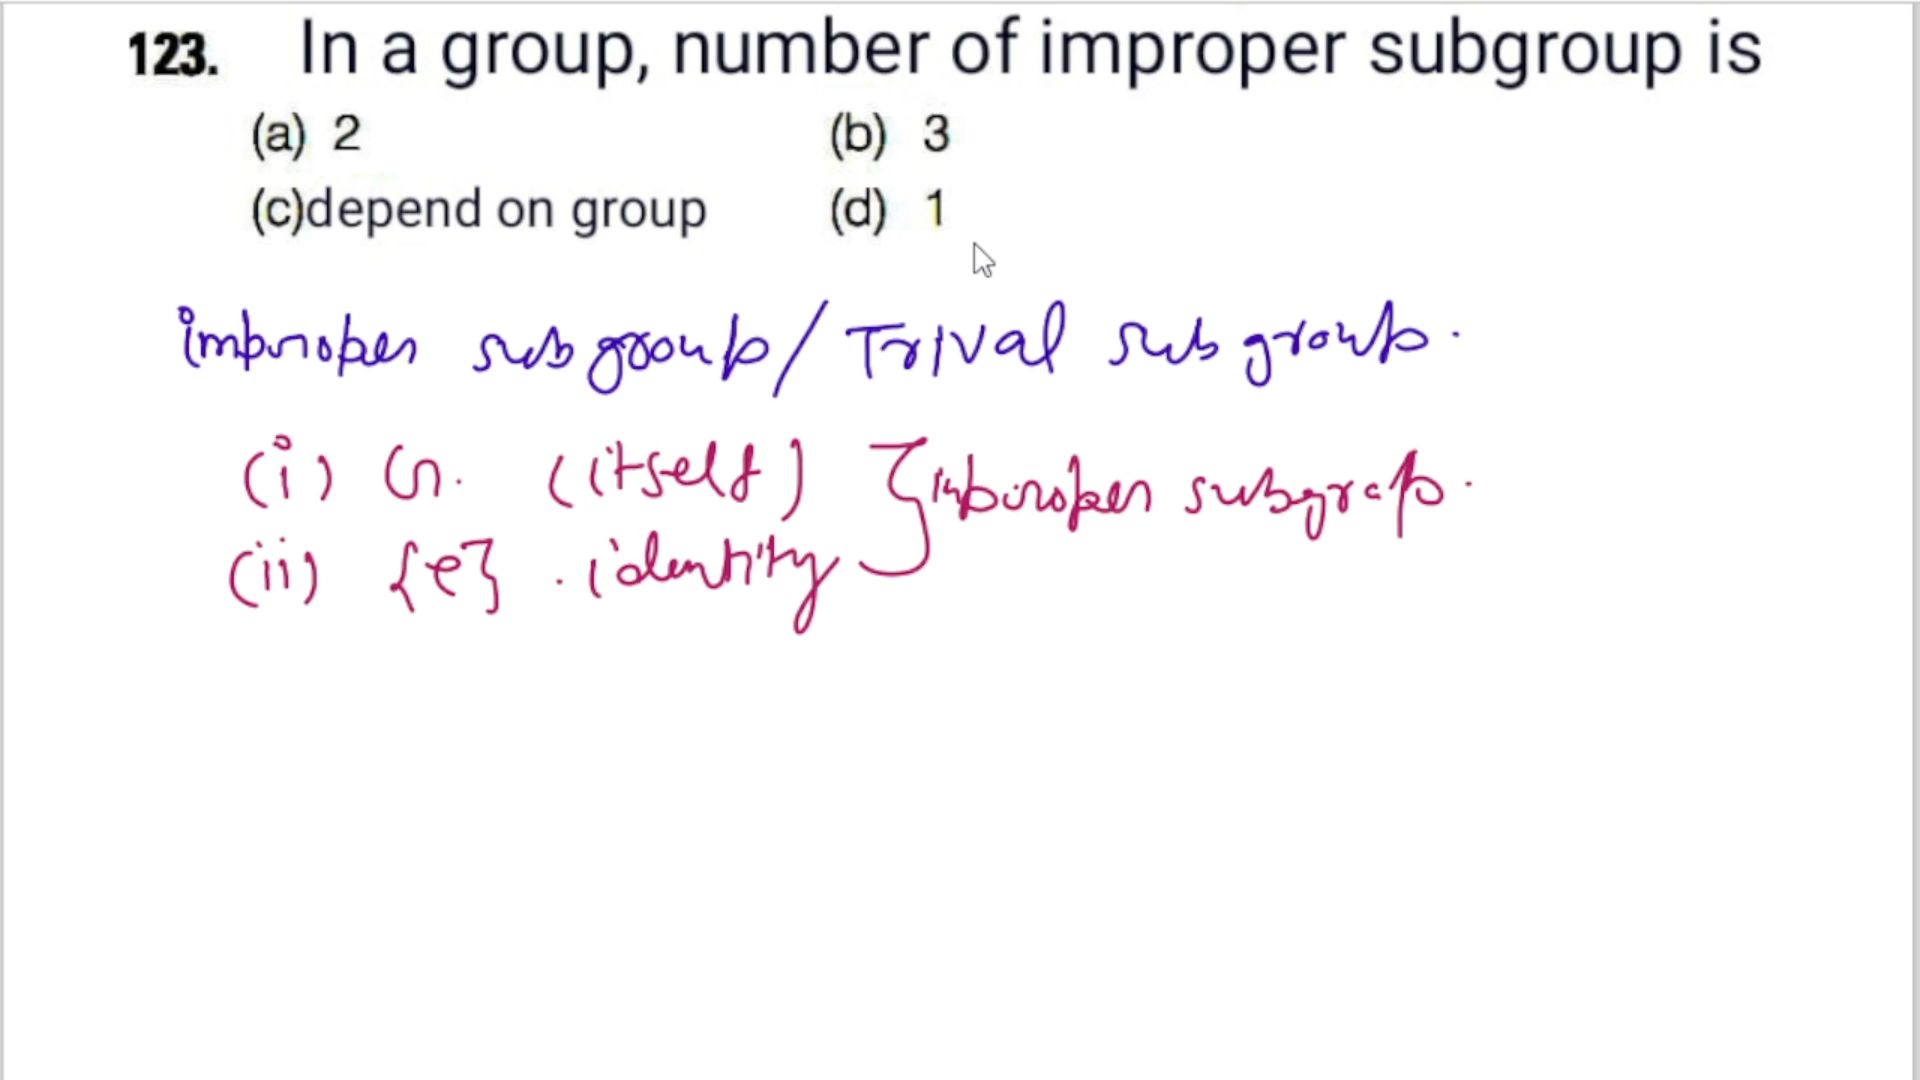 123. In a group, number of improper subgroup is
(a) 2 (b) 3
(c)depend on group (d) 1
improper subgroup/Trival subgroup.
(i) G. (itself)
(ii) {e}. identity
improper subgrap.